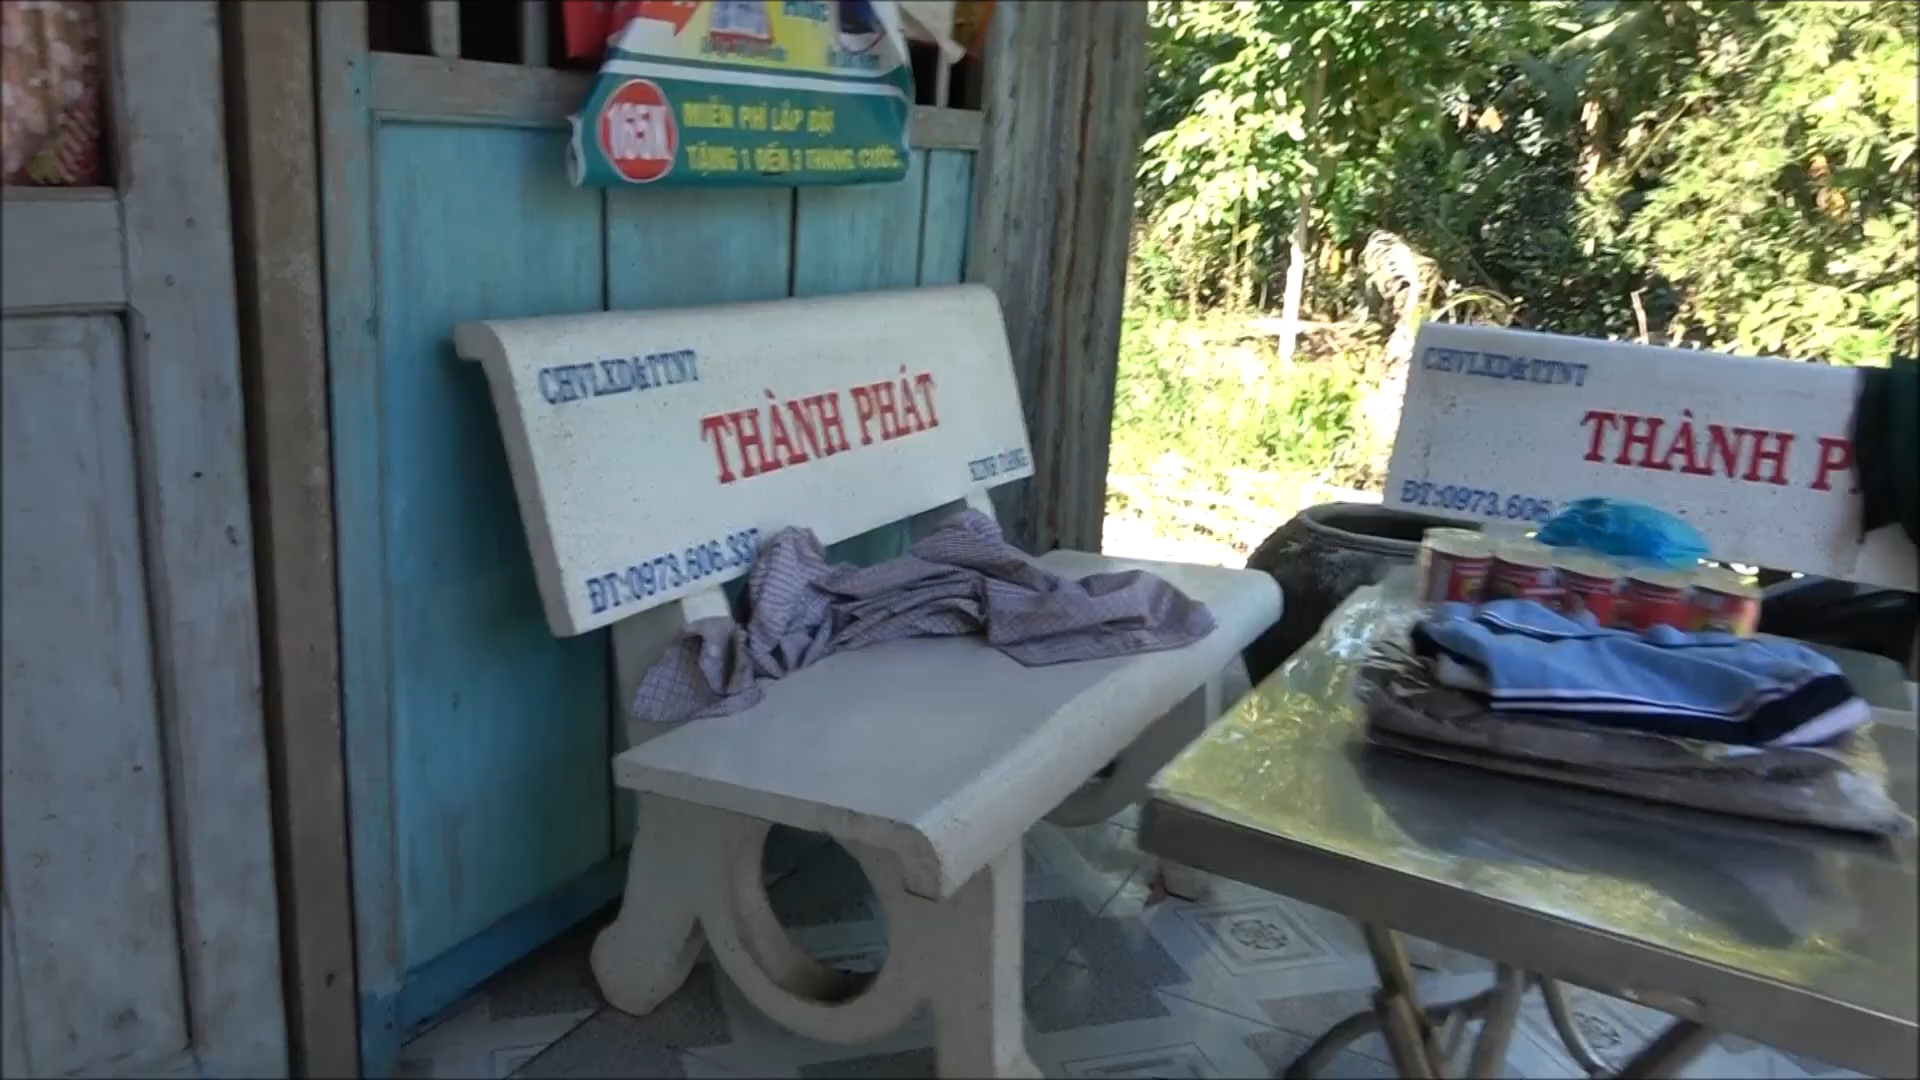 165K
MIỄN PHÍ LẮP ĐẶT
TẶNG 1 ĐẾN 3 THÁNG CƯỚC
CHVLXD&TTNT
THÀNH PHÁT
ĐT:0973.606.337
CHVLXD&TTNT
THÀNH P
ĐT:0973.606.